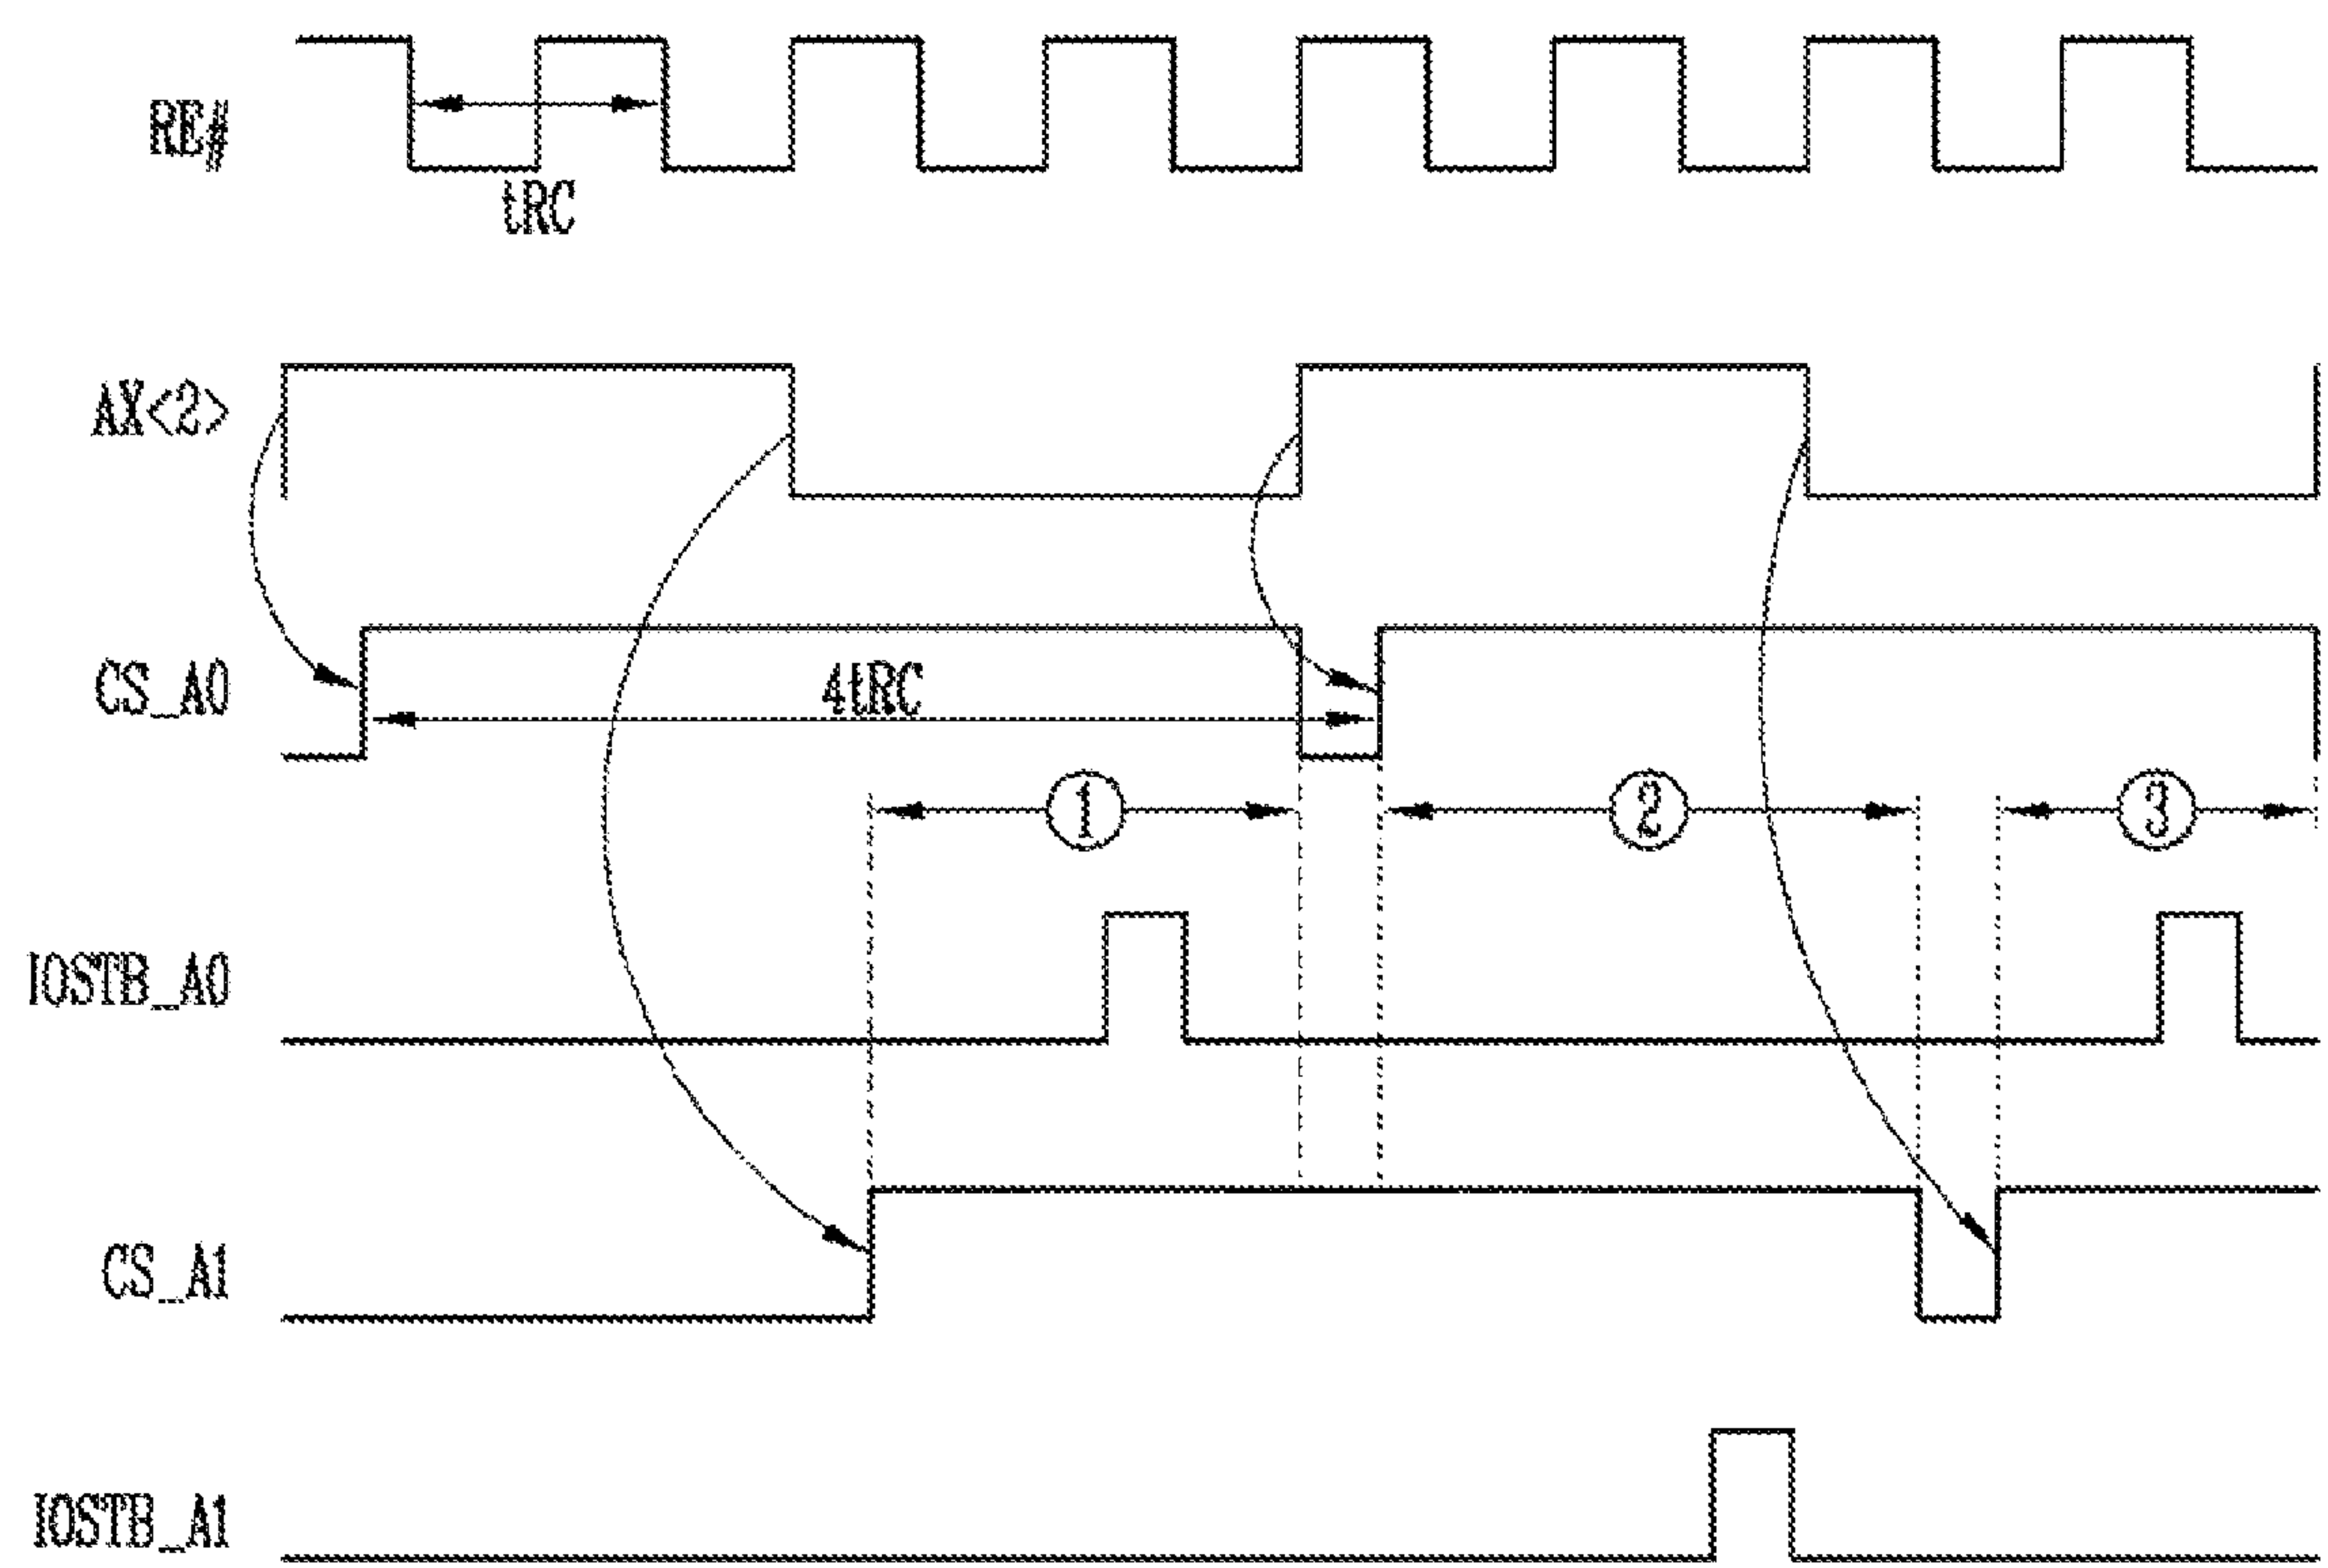 RE#
tRC
AX<2>
CS_A0
4tRC
① ② ③
IOSTB_A0
CS_A1
IOSTB_A1